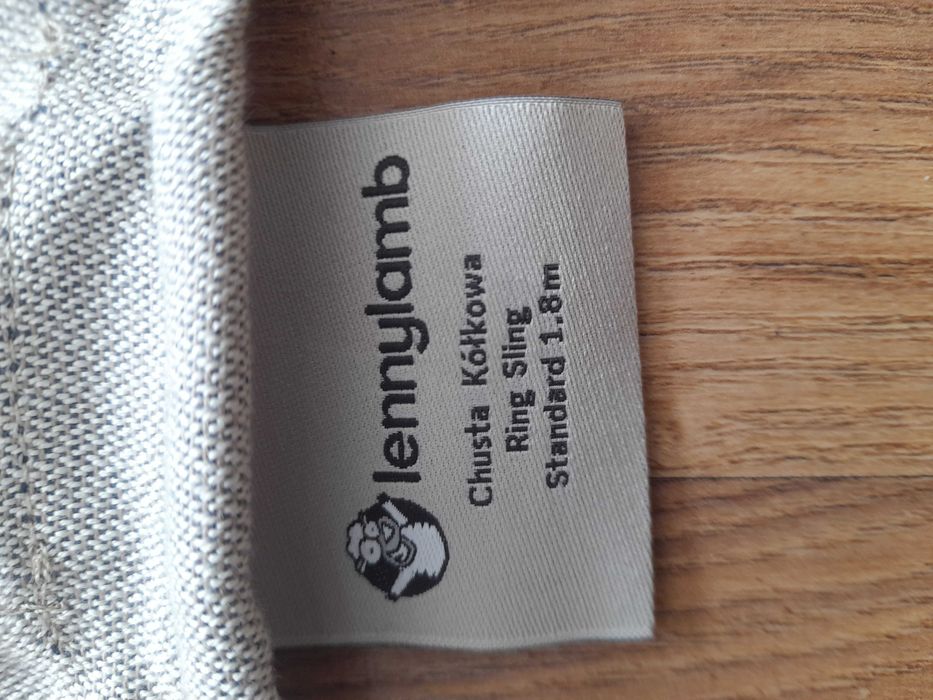 lennylamb
Chusta Kółkowa
Ring Sling
Standard 1.8m